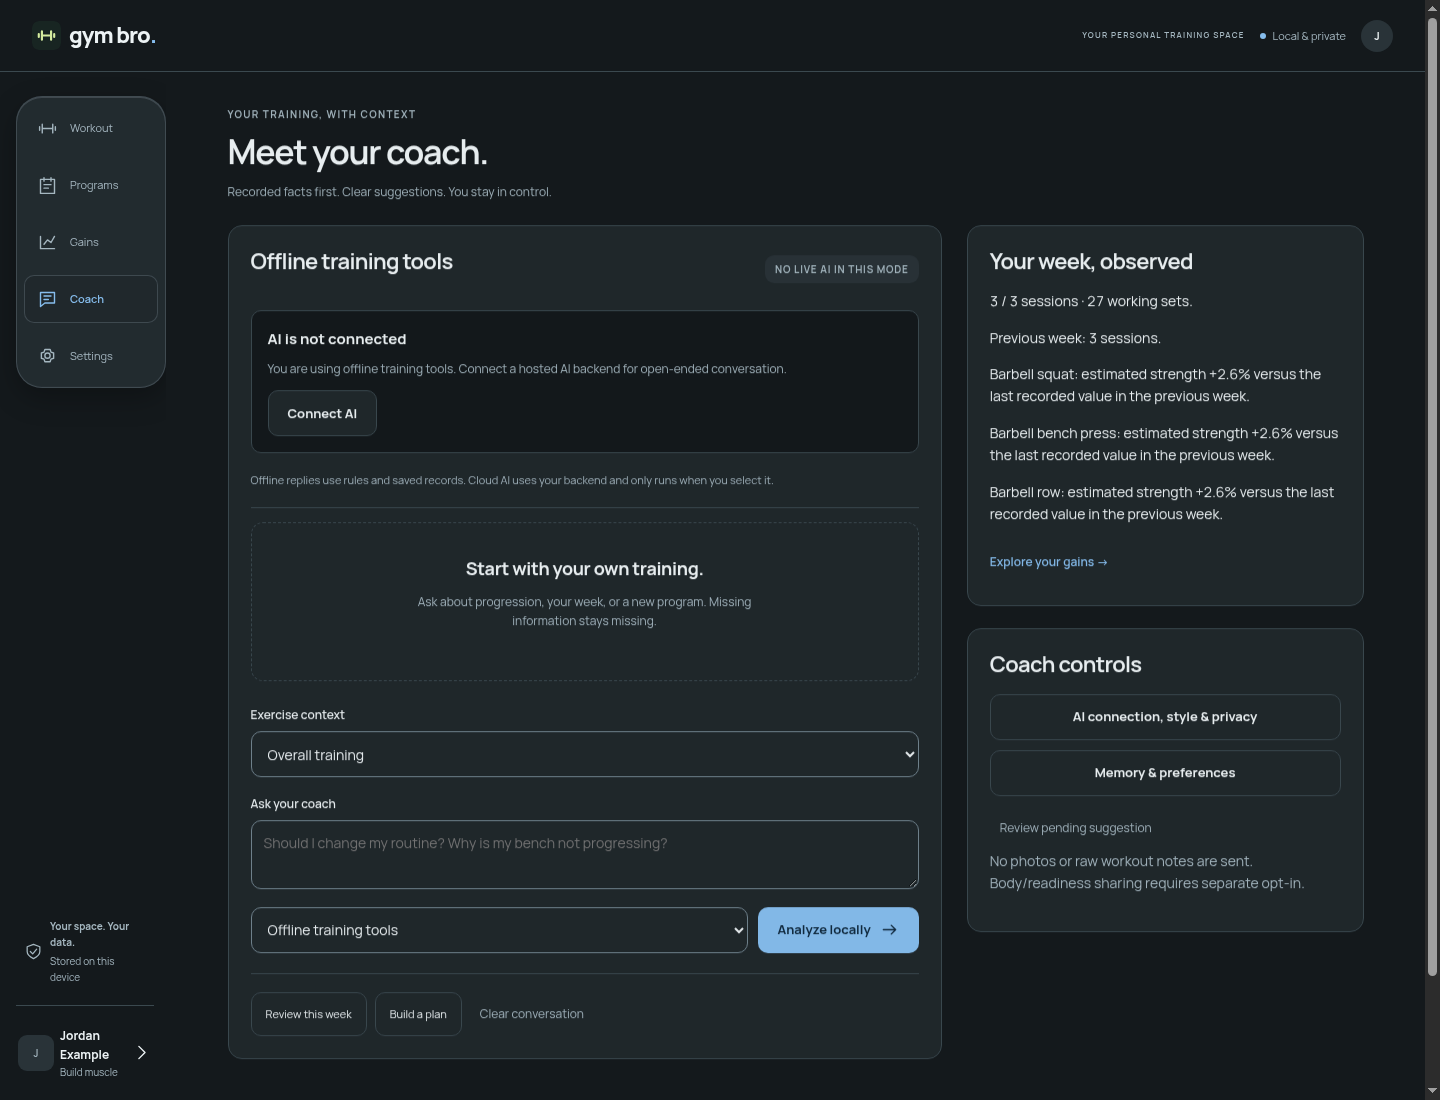 gym bro.
YOUR PERSONAL TRAINING SPACE
Local & private
J
Workout
Programs
Gains
Coach
Settings
Your space. Your
data.
Stored on this
device
J
Jordan
Example
Build muscle
YOUR TRAINING, WITH CONTEXT
Meet your coach.
Recorded facts first. Clear suggestions. You stay in control.
Offline training tools
NO LIVE AI IN THIS MODE
AI is not connected
You are using offline training tools. Connect a hosted AI backend for open-ended conversation.
Connect AI
Offline replies use rules and saved records. Cloud AI uses your backend and only runs when you select it.
Start with your own training.
Ask about progression, your week, or a new program. Missing
information stays missing.
Exercise context
Overall training
Ask your coach
Should I change my routine? Why is my bench not progressing?
Offline training tools
Analyze locally →
Review this week
Build a plan
Clear conversation
Your week, observed
3 / 3 sessions · 27 working sets.
Previous week: 3 sessions.
Barbell squat: estimated strength +2.6% versus the
last recorded value in the previous week.
Barbell bench press: estimated strength +2.6% versus
the last recorded value in the previous week.
Barbell row: estimated strength +2.6% versus the last
recorded value in the previous week.
Explore your gains →
Coach controls
AI connection, style & privacy
Memory & preferences
Review pending suggestion
No photos or raw workout notes are sent.
Body/readiness sharing requires separate opt-in.